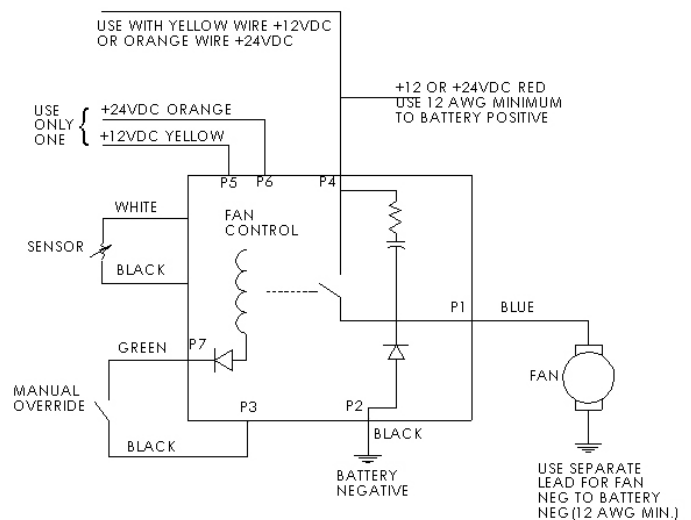 USE WITH YELLOW WIRE +12VDC
OR ORANGE WIRE +24VDC
+12 OR +24VDC RED
USE 12 AWG MINIMUM
TO BATTERY POSITIVE
USE
ONLY
ONE
+24VDC ORANGE
+12VDC YELLOW
P5
P6
P4
WHITE
FAN
CONTROL
SENSOR
BLACK
P1
BLUE
P7
GREEN
FAN
MANUAL
OVERRIDE
P3
P2
BLACK
BLACK
BATTERY
NEGATIVE
USE SEPARATE
LEAD FOR FAN
NEG TO BATTERY
NEG(12 AWG MIN.)